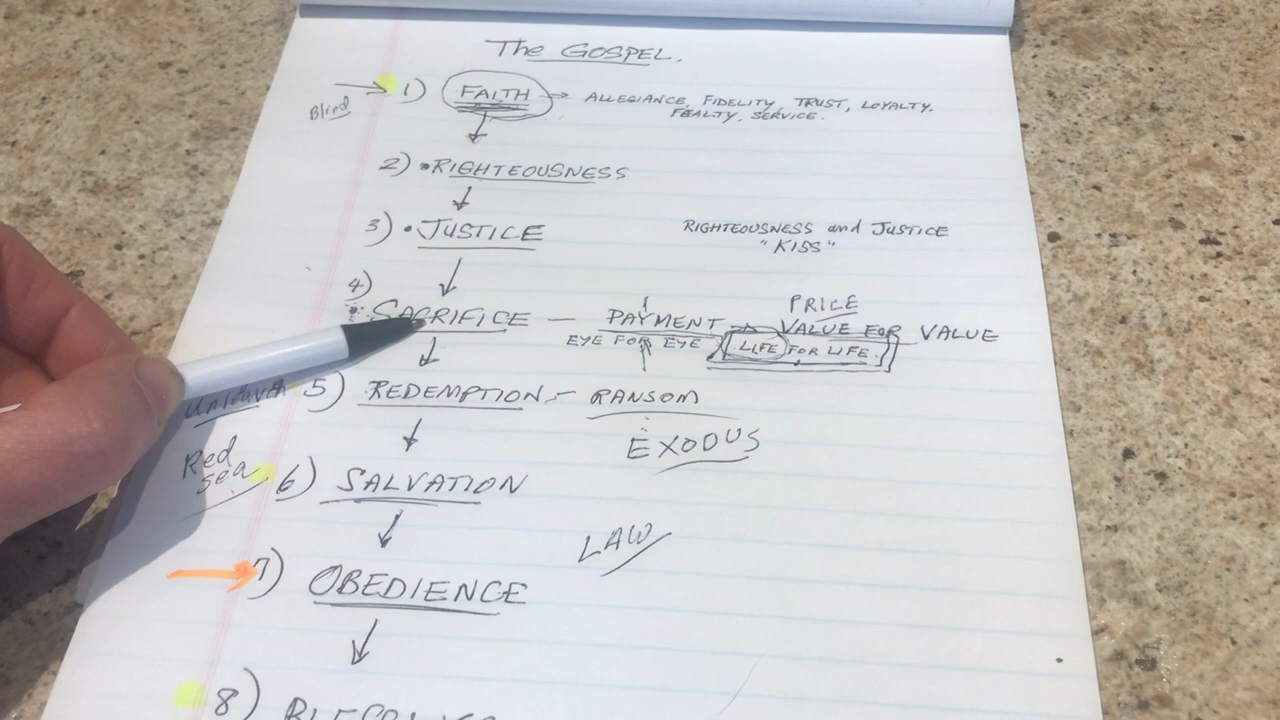 The GOSPEL.
1) FAITH → ALLEGIANCE, FIDELITY, TRUST, LOYALTY.
Blind
FEALTY, SERVICE.
2) • RIGHTEOUSNESS
3) • JUSTICE
RIGHTEOUSNESS and JUSTICE
"KISS"
4)
PRICE
SACRIFICE — PAYMENT VALUE FOR VALUE
EYE FOR EYE LIFE FOR LIFE.
5) REDEMPTION - RANSOM
EXODUS
Red
sea
6) SALVATION
LAW
7) OBEDIENCE
8)